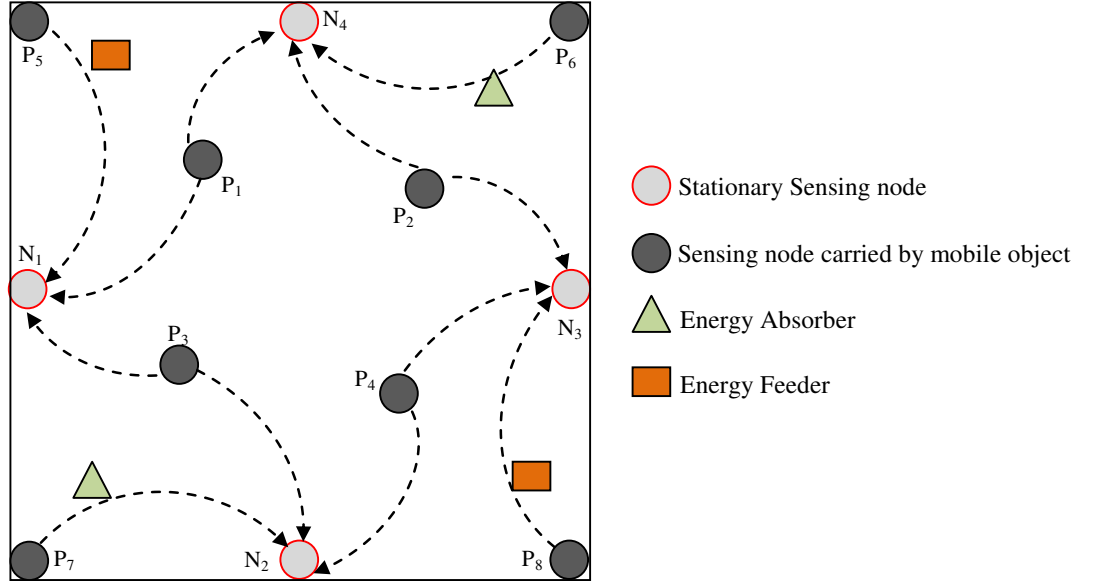 N4
P5
P6
P1
P2
N1
N3
P3
P4
P7
N2
P8
Stationary Sensing node
Sensing node carried by mobile object
Energy Absorber
Energy Feeder